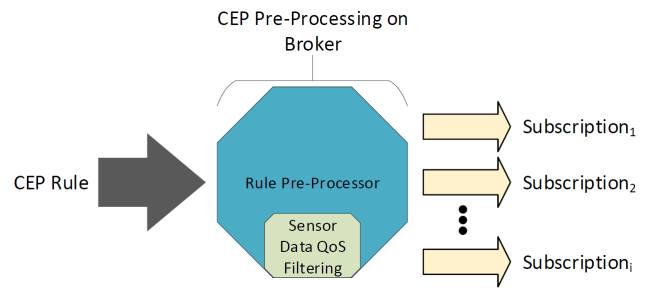 CEP Pre-Processing on
Broker
CEP Rule
Rule Pre-Processor
Sensor
Data QoS
Filtering
Subscription₁
Subscription₂
Subscriptionᵢ